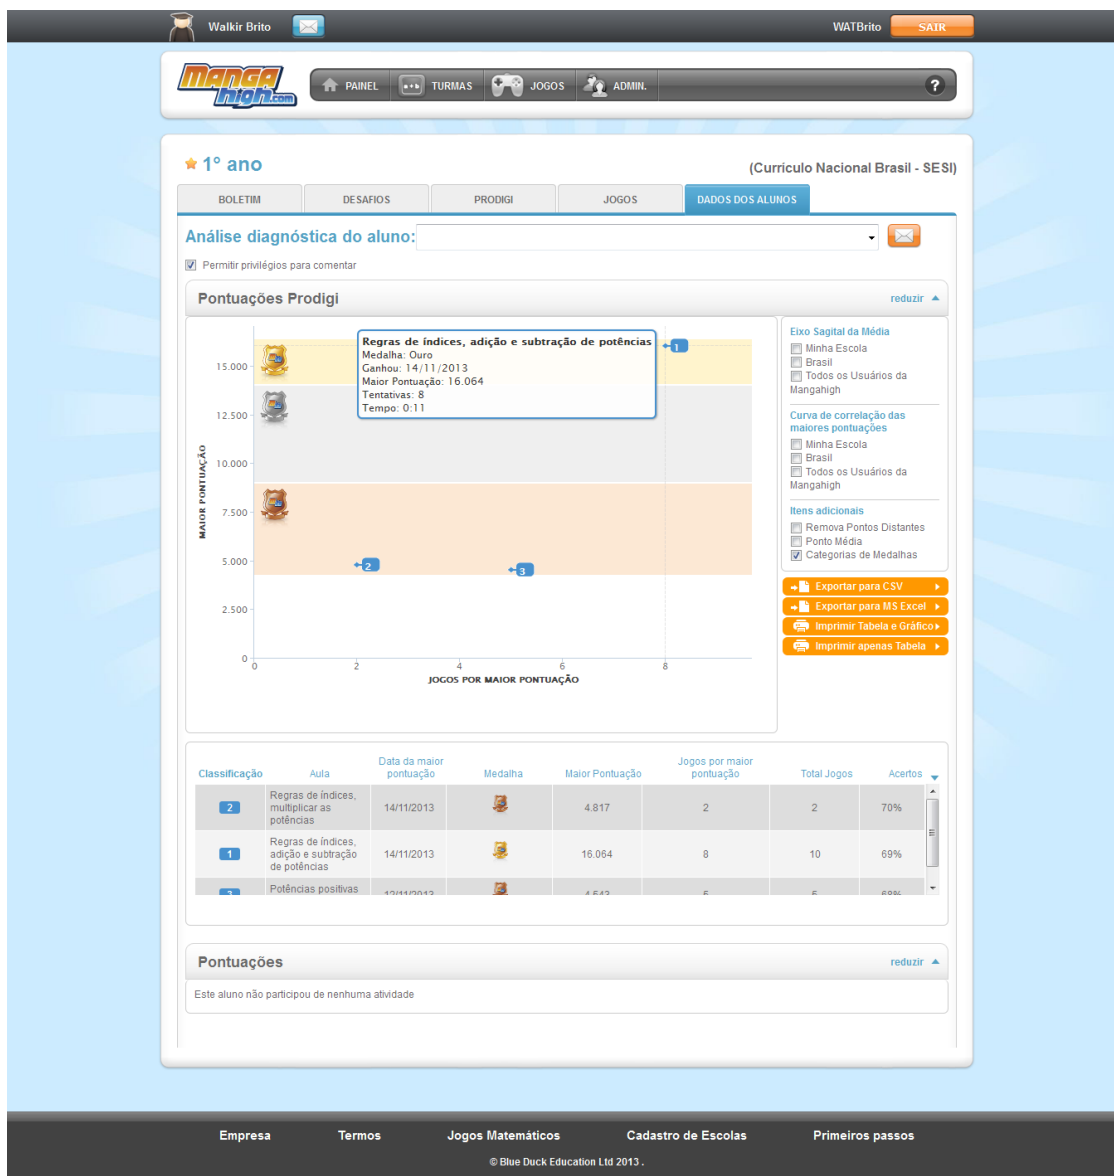 Walkir Brito
WATBrito
SAIR
MANGA
high.com
PAINEL
TURMAS
JOGOS
ADMIN.
?
1° ano
(Curriculo Nacional Brasil - SESI)
BOLETIM
DESAFIOS
PRODIGI
JOGOS
DADOS DOS ALUNOS
Análise diagnóstica do aluno:
Permitir privilégios para comentar
Pontuações Prodigi
reduzir
MAIOR PONTUAÇÃO
15.000
12.500
10.000
7.500
5.000
2.500
0
0
2
4
6
8
JOGOS POR MAIOR PONTUAÇÃO
Regras de índices, adição e subtração de potências
Medalha: Ouro
Ganhou: 14/11/2013
Maior Pontuação: 16.064
Tentativas: 8
Tempo: 0:11
1
2
3
Eixo Sagital da Média
Minha Escola
Brasil
Todos os Usuários da
Mangahigh
Curva de correlação das
maiores pontuações
Minha Escola
Brasil
Todos os Usuários da
Mangahigh
Itens adicionais
Remova Pontos Distantes
Ponto Média
Categorias de Medalhas
Exportar para CSV
Exportar para MS Excel
Imprimir Tabela e Gráfico
Imprimir apenas Tabela
Classificação
Aula
Data da maior
pontuação
Medalha
Maior Pontuação
Jogos por maior
pontuação
Total Jogos
Acertos
2
Regras de índices,
multiplicar as
potências
14/11/2013
4.817
2
2
70%
1
Regras de índices,
adição e subtração
de potências
14/11/2013
16.064
8
10
69%
3
Potências positivas
12/11/2013
4.543
5
5
68%
Pontuações
reduzir
Este aluno não participou de nenhuma atividade
Empresa
Termos
Jogos Matemáticos
Cadastro de Escolas
Primeiros passos
© Blue Duck Education Ltd 2013 .